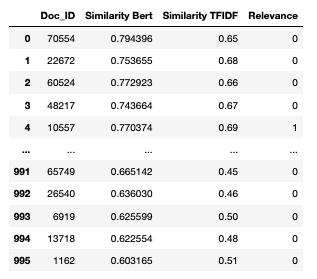 Doc_ID Similarity Bert Similarity TFIDF Relevance
0 70554 0.794396 0.65 0
1 22672 0.753655 0.68 0
2 60524 0.772923 0.66 0
3 48217 0.743664 0.67 0
4 10557 0.770374 0.69 1
... ... ... ... ...
991 65749 0.665142 0.45 0
992 26540 0.636030 0.46 0
993 6919 0.625599 0.50 0
994 13718 0.622554 0.48 0
995 1162 0.603165 0.51 0